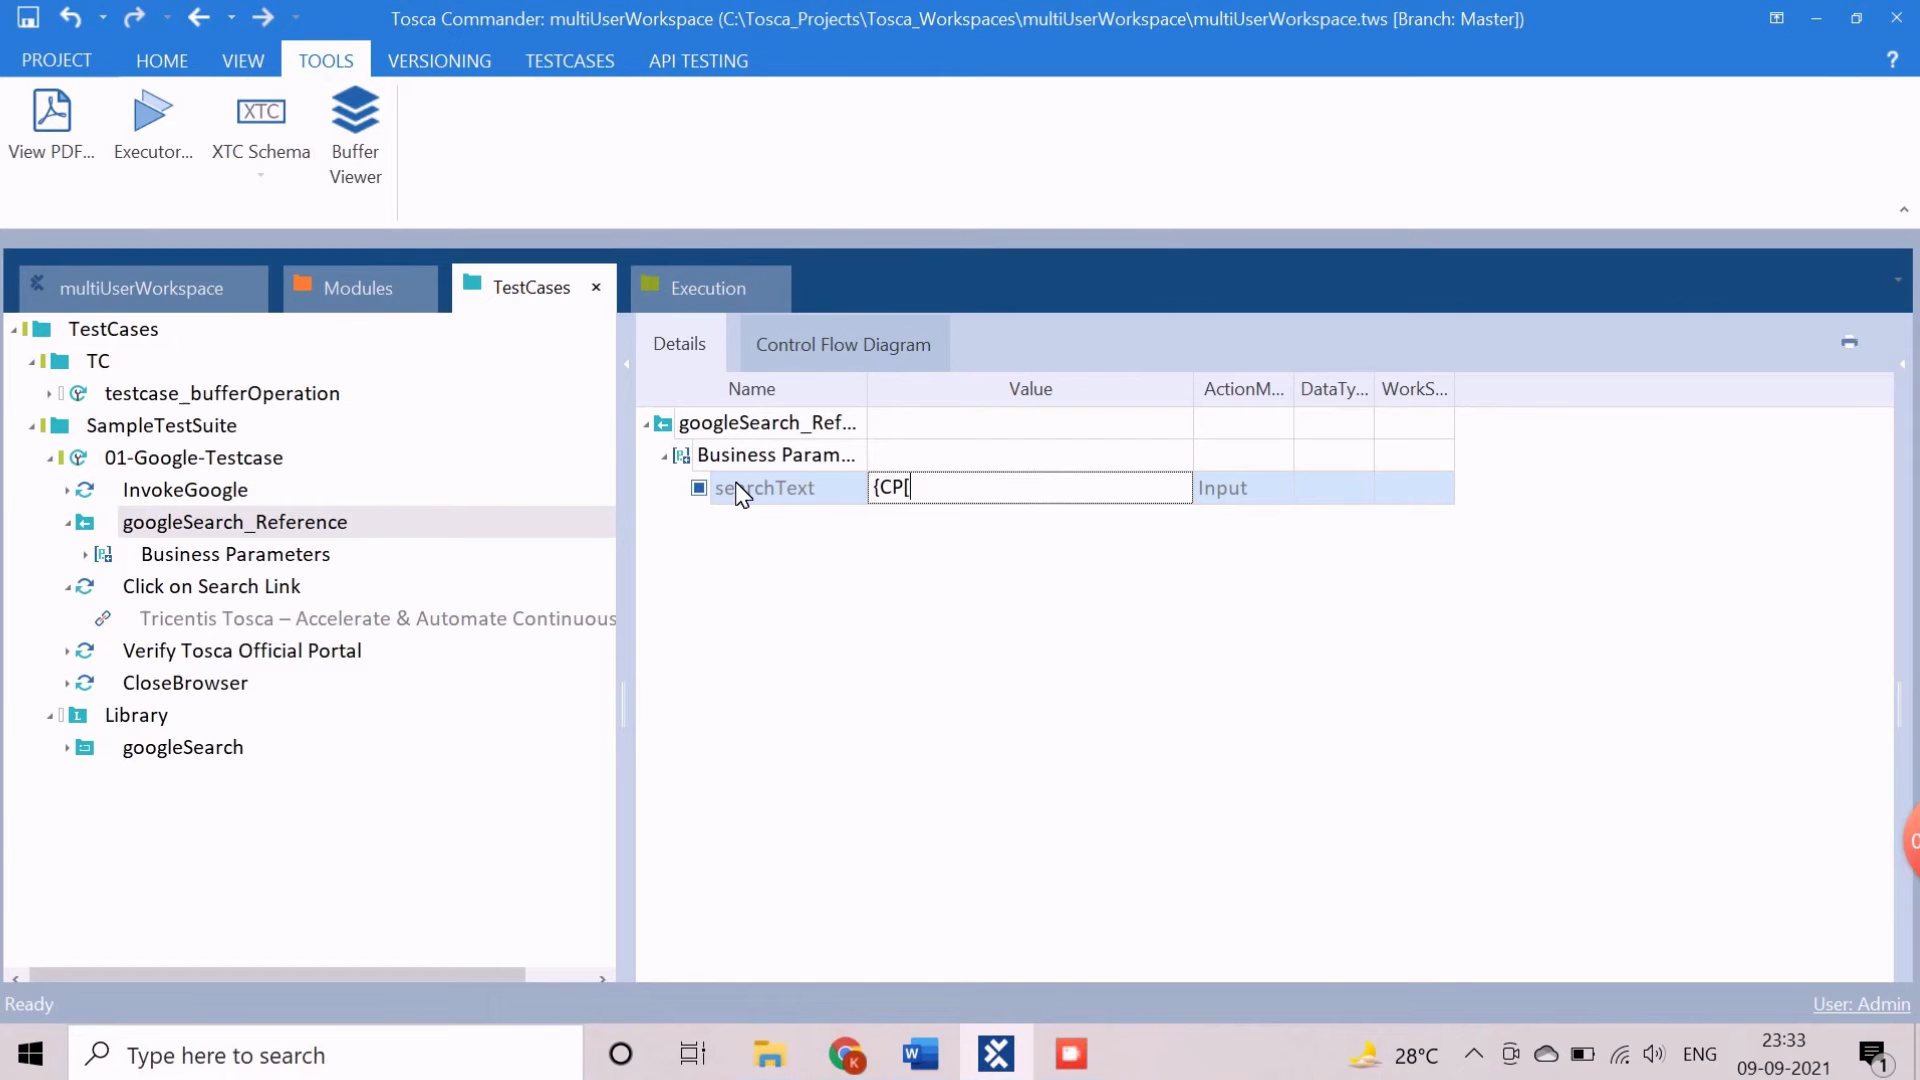 Tosca Commander: multiUserWorkspace (C:\Tosca_Projects\Tosca_Workspaces\multiUserWorkspace\multiUserWorkspace.tws [Branch: Master])
PROJECT HOME VIEW TOOLS VERSIONING TESTCASES API TESTING ?
XTC
View PDF... Executor... XTC Schema Buffer Viewer
multiUserWorkspace Modules TestCases × Execution
TestCases
TC
testcase_bufferOperation
SampleTestSuite
01-Google-Testcase
InvokeGoogle
googleSearch_Reference
Business Parameters
Click on Search Link
Tricentis Tosca – Accelerate & Automate Continuous
Verify Tosca Official Portal
CloseBrowser
Library
googleSearch
Details Control Flow Diagram
Name Value ActionM... DataTy... WorkS...
googleSearch_Ref...
Business Param...
searchText {CP[ Input
Ready User: Admin
Type here to search
28°C ENG 23:33
09-09-2021 1